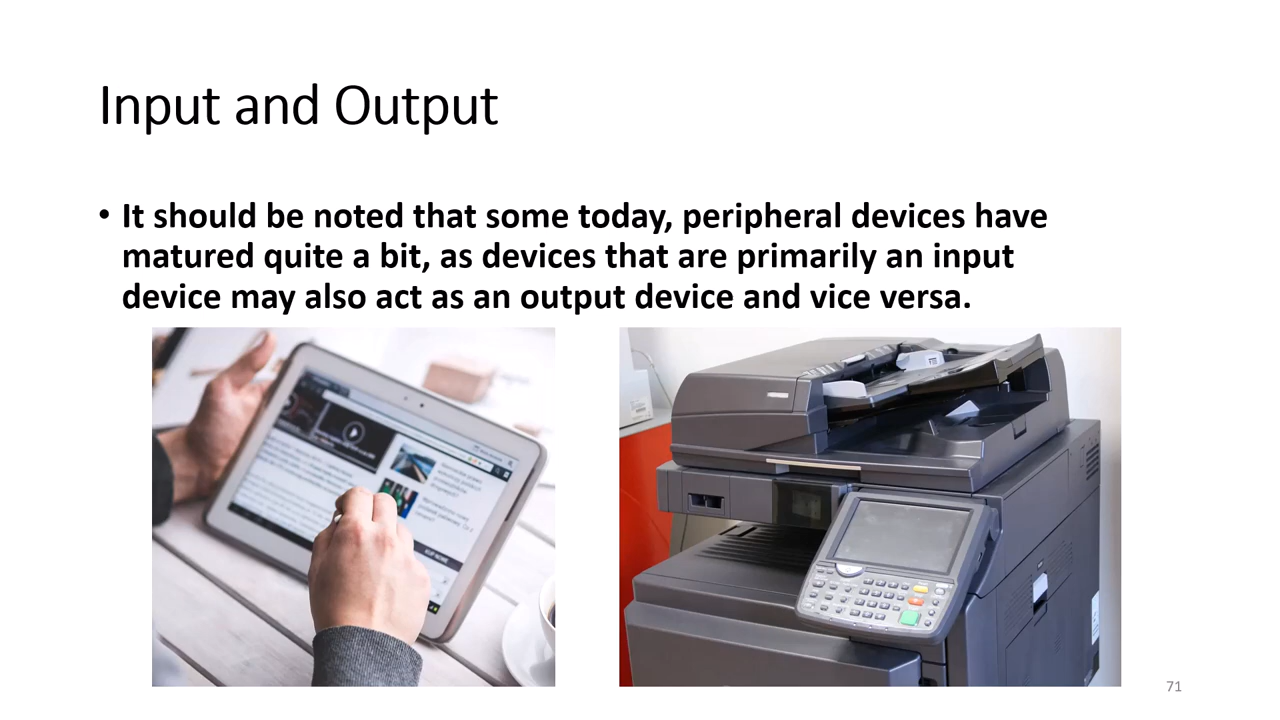 Input and Output
• It should be noted that some today, peripheral devices have
matured quite a bit, as devices that are primarily an input
device may also act as an output device and vice versa.
71